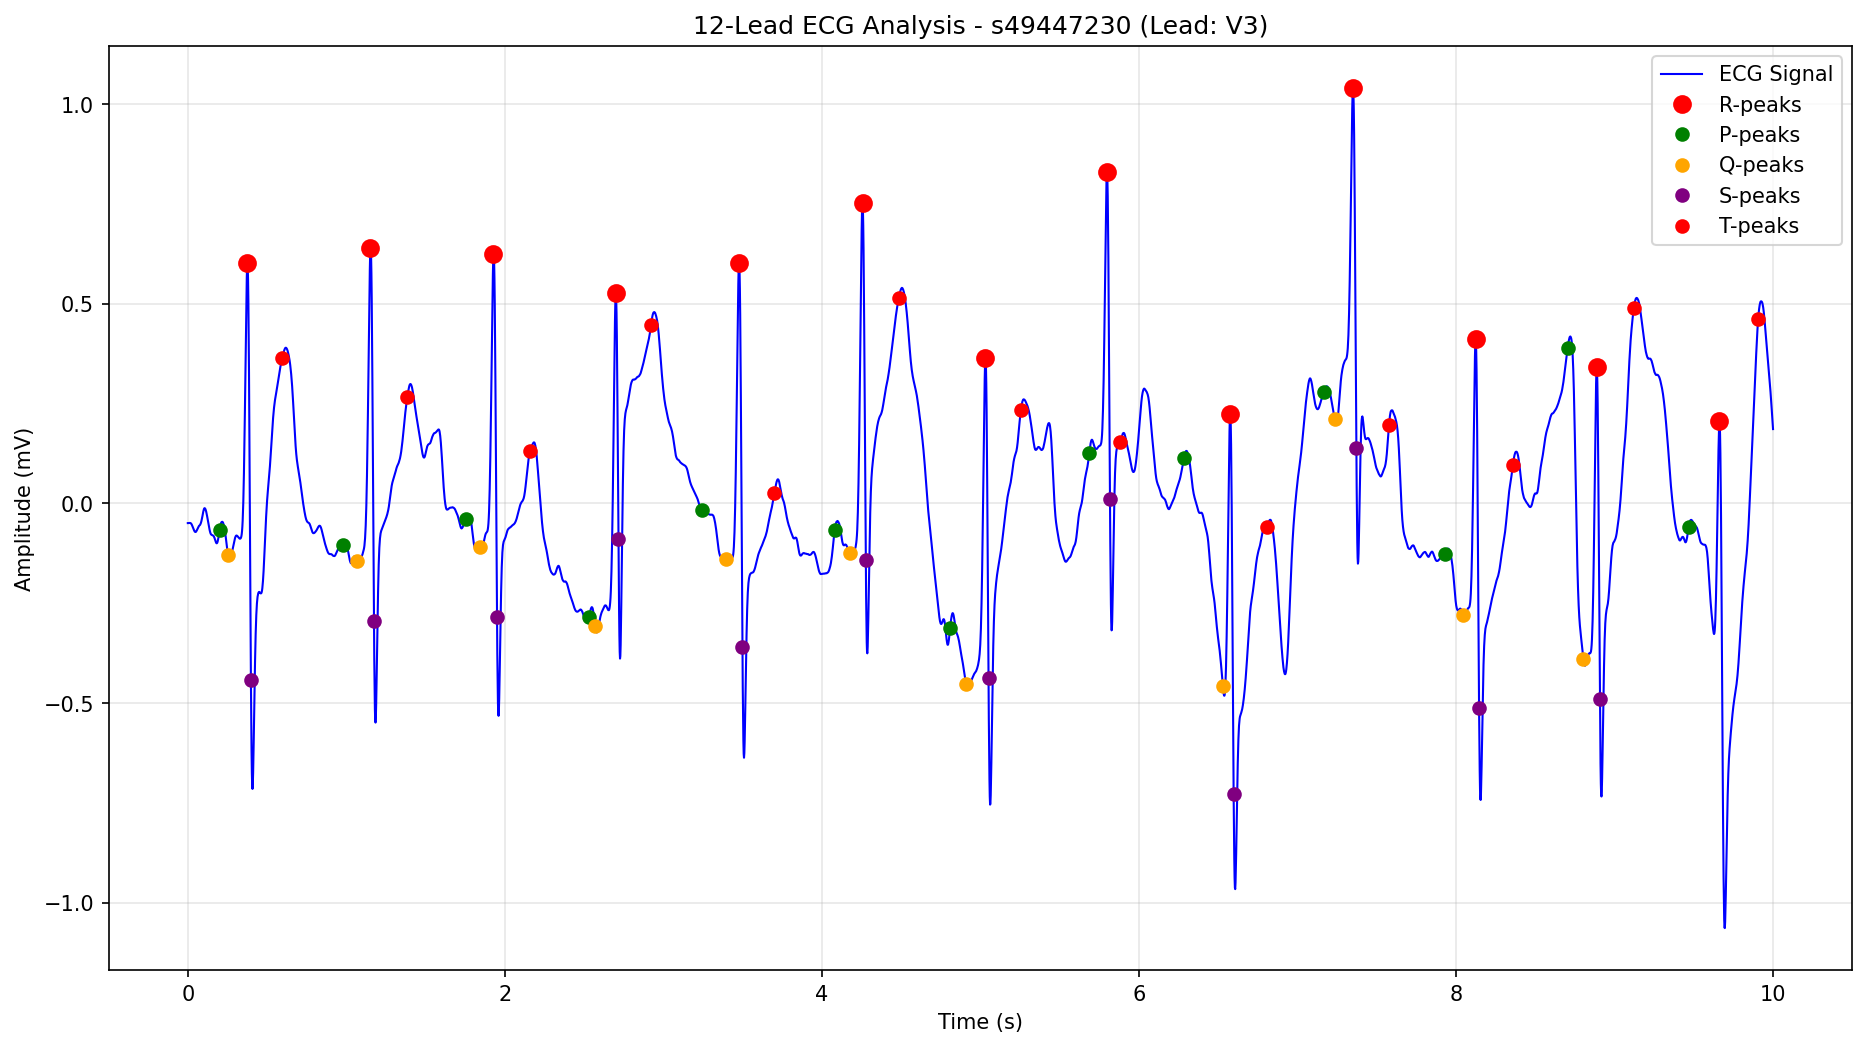 12-Lead ECG Analysis - s49447230 (Lead: V3)
ECG Signal
R-peaks
P-peaks
Q-peaks
S-peaks
T-peaks
Amplitude (mV)
1.0
0.5
0.0
−0.5
−1.0
0 2 4 6 8 10
Time (s)